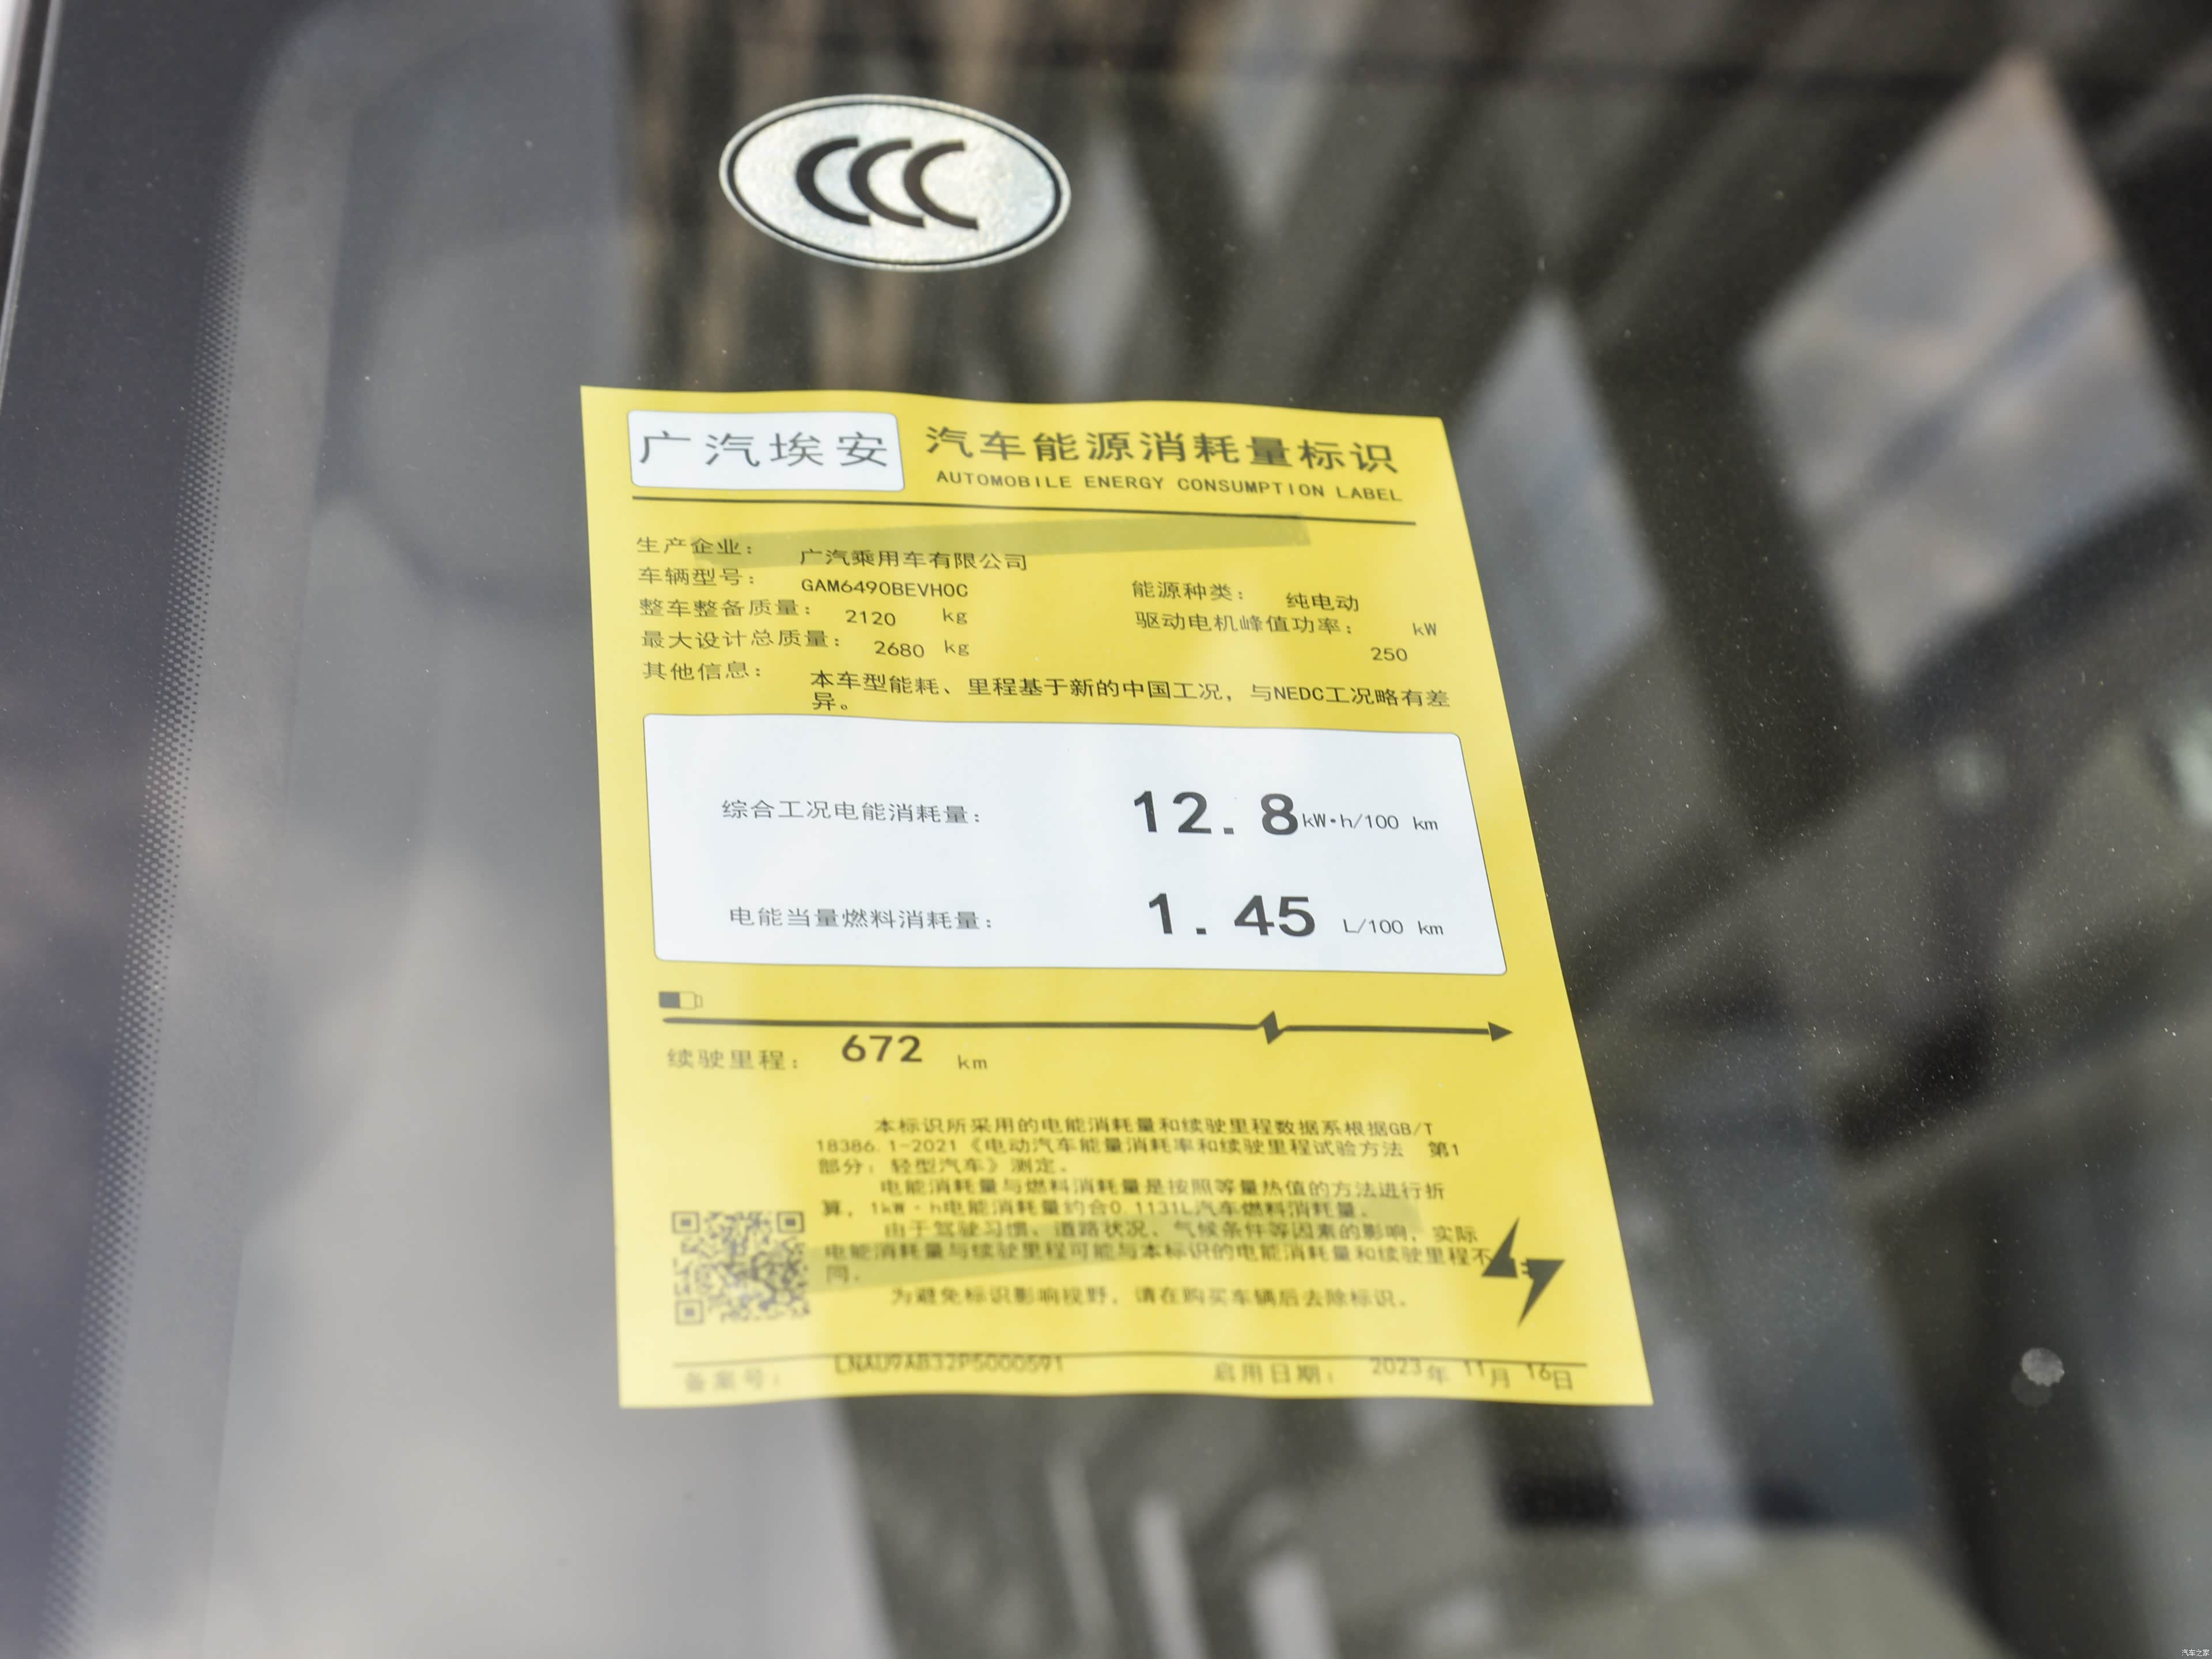 CCC
广汽埃安 汽车能源消耗量标识
AUTOMOBILE ENERGY CONSUMPTION LABEL
生产企业: 广汽乘用车有限公司
车辆型号: GAM6490BEVH0C 能源种类: 纯电动
整车整备质量: 2120 kg 驱动电机峰值功率: 250 kW
最大设计总质量: 2680 kg
其他信息: 本车型能耗、里程基于新的中国工况，与NEDC工况略有差
异。
综合工况电能消耗量: 12.8 kW·h/100 km
电能当量燃料消耗量: 1.45 L/100 km
续驶里程: 672 km
本标识所采用的电能消耗量和续驶里程数据系根据GB/T
18386.1-2021《电动汽车能量消耗率和续驶里程试验方法 第1
部分：轻型汽车》测定。
电能消耗量与燃料消耗量是按照等量热值的方法进行折
算，1kW·h电能消耗量约合0.1131L汽车燃料消耗量。
由于驾驶习惯、道路状况、气候条件等因素的影响，实际
电能消耗量与续驶里程可能与本标识的电能消耗量和续驶里程不
同。
为避免标识影响视野，请在购买车辆后去除标识。
备案号: LNAU9AB32P5000591 启用日期: 2023年 11月 16日
汽车之家